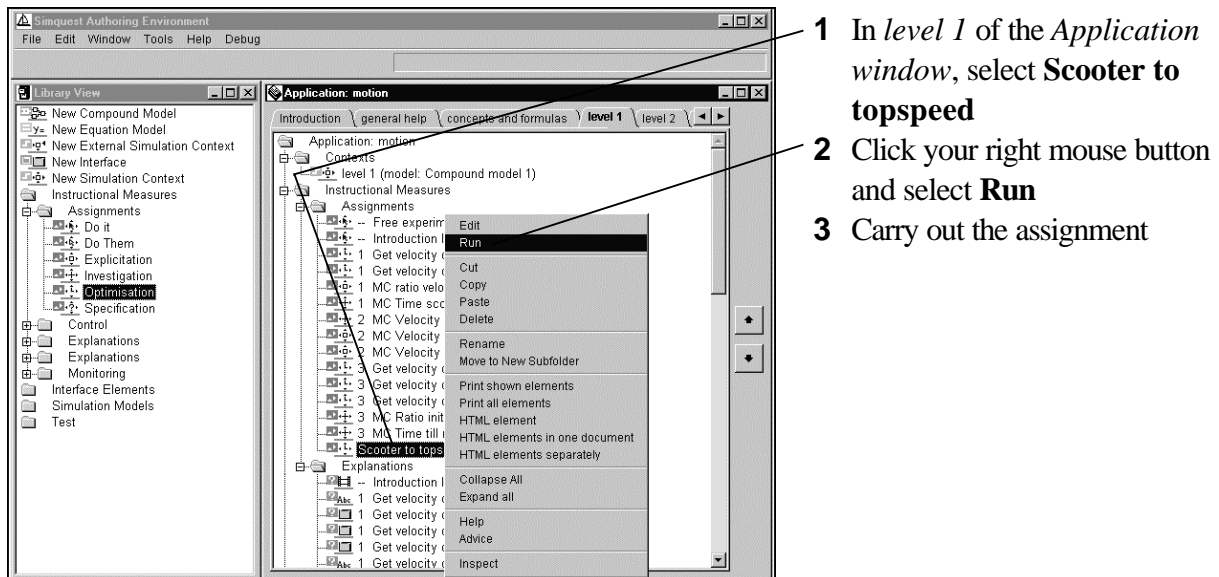 Simquest Authoring Environment
File Edit Window Tools Help Debug
Library View
New Compound Model
y= New Equation Model
New External Simulation Context
New Interface
New Simulation Context
Instructional Measures
Assignments
Do it
Do Them
Explicitation
Investigation
Optimisation
Specification
Control
Explanations
Explanations
Monitoring
Interface Elements
Simulation Models
Test
Application: motion
Introduction general help concepts and formulas level 1 level 2
Application: motion
Contexts
level 1 (model: Compound model 1)
Instructional Measures
Assignments
-- Free experim
-- Introduction l
1 Get velocity c
1 Get velocity c
1 MC ratio velo
1 MC Time sco
2 MC Velocity
2 MC Velocity
2 MC Velocity
3 Get velocity c
3 Get velocity c
3 Get velocity c
3 MC Ratio init
3 MC Time till r
Scooter to tops
Explanations
-- Introduction l
Abc 1 Get velocity c
1 Get velocity c
1 Get velocity c
1 Get velocity c
Abc 1 Get velocity c
Edit
Run
Cut
Copy
Paste
Delete
Rename
Move to New Subfolder
Print shown elements
Print all elements
HTML element
HTML elements in one document
HTML elements separately
Collapse All
Expand all
Help
Advice
Inspect
1 In level 1 of the Application
window, select Scooter to
topspeed
2 Click your right mouse button
and select Run
3 Carry out the assignment